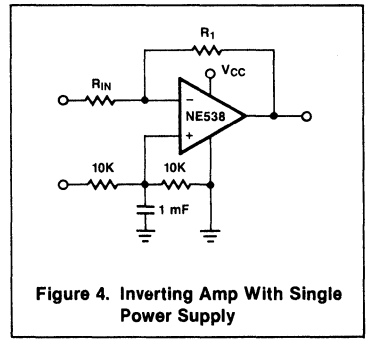 R1
RIN
VCC
−
NE538
+
10K
10K
1 mF
Figure 4. Inverting Amp With Single
Power Supply